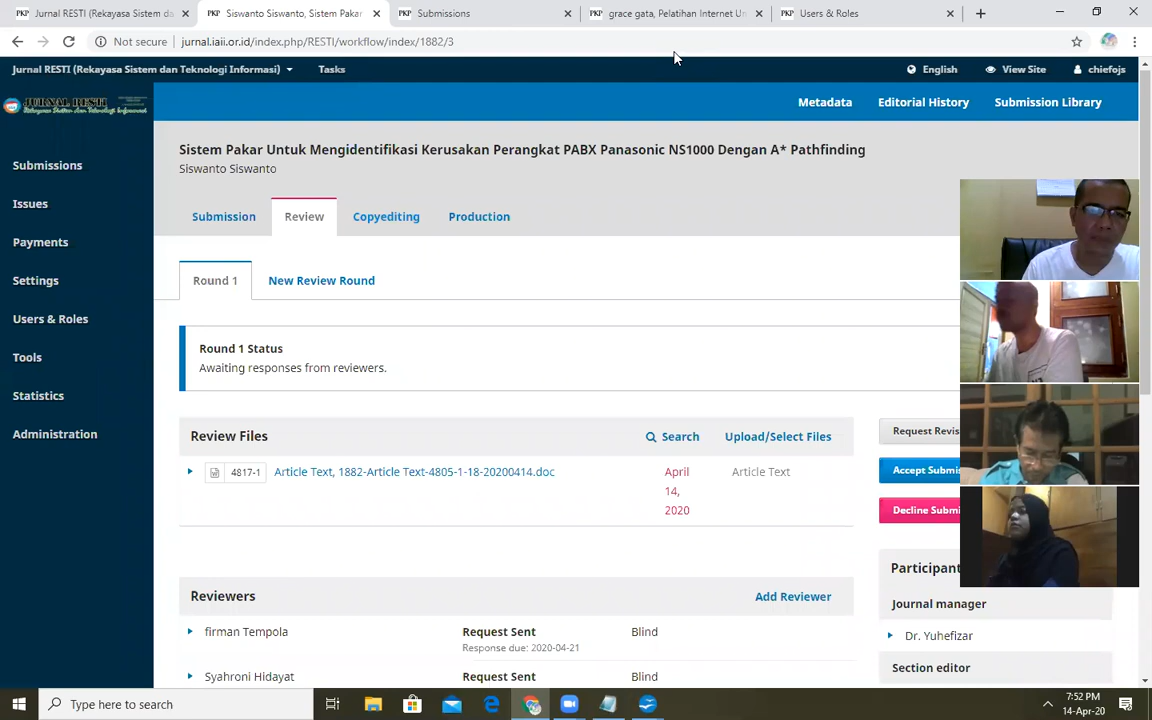 Jurnal RESTI (Rekayasa Sistem da
Siswanto Siswanto, Sistem Pakar
Submissions
grace gata, Pelatihan Internet Un
Users & Roles
Not secure
jurnal.iaii.or.id/index.php/RESTI/workflow/index/1882/3
Jurnal RESTI (Rekayasa Sistem dan Teknologi Informasi)
Tasks
English
View Site
chiefojs
JURNAL RESTI
Metadata
Editorial History
Submission Library
Submissions
Issues
Payments
Settings
Users & Roles
Tools
Statistics
Administration
Sistem Pakar Untuk Mengidentifikasi Kerusakan Perangkat PABX Panasonic NS1000 Dengan A* Pathfinding
Siswanto Siswanto
Submission
Review
Copyediting
Production
Round 1
New Review Round
Round 1 Status
Awaiting responses from reviewers.
Review Files
Search
Upload/Select Files
4817-1
Article Text, 1882-Article Text-4805-1-18-20200414.doc
April
14,
2020
Article Text
Request Revis
Accept Submi
Decline Submi
Reviewers
Add Reviewer
firman Tempola
Request Sent
Response due: 2020-04-21
Blind
Syahroni Hidayat
Request Sent
Blind
Participant
Journal manager
Dr. Yuhefizar
Section editor
Type here to search
7:52 PM
14-Apr-20